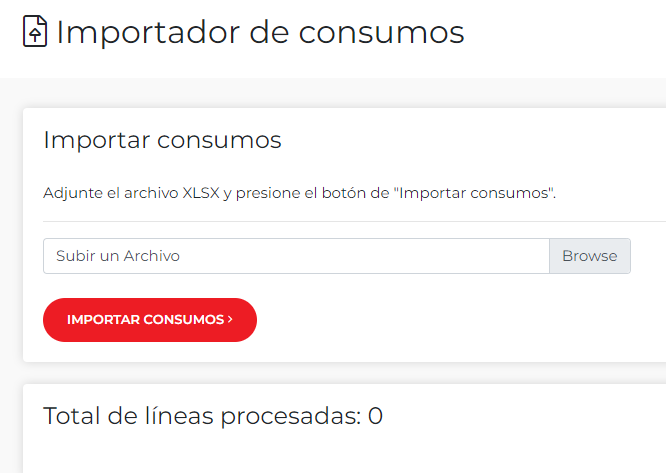 Importador de consumos
Importar consumos
Adjunte el archivo XLSX y presione el botón de "Importar consumos".
Subir un Archivo Browse
IMPORTAR CONSUMOS >
Total de líneas procesadas: 0